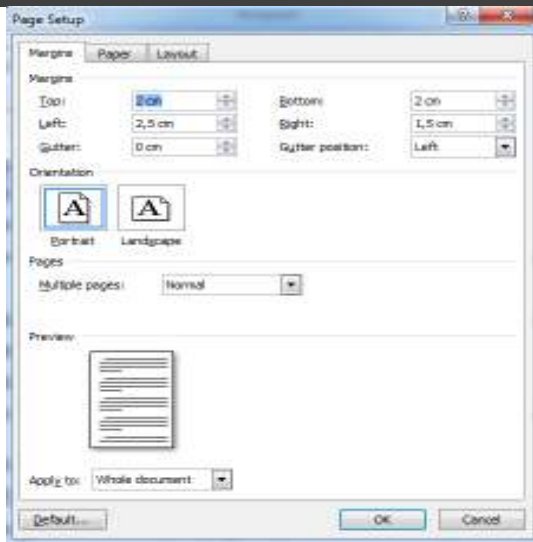 Page Setup
Margins Paper Layout
Margins
Top: 2 cm Bottom: 2 cm
Left: 2,5 cm Right: 1,5 cm
Gutter: 0 cm Gutter position: Left
Orientation
A A
Portrait Landscape
Pages
Multiple pages: Normal
Preview
Apply to: Whole document
Default... OK Cancel